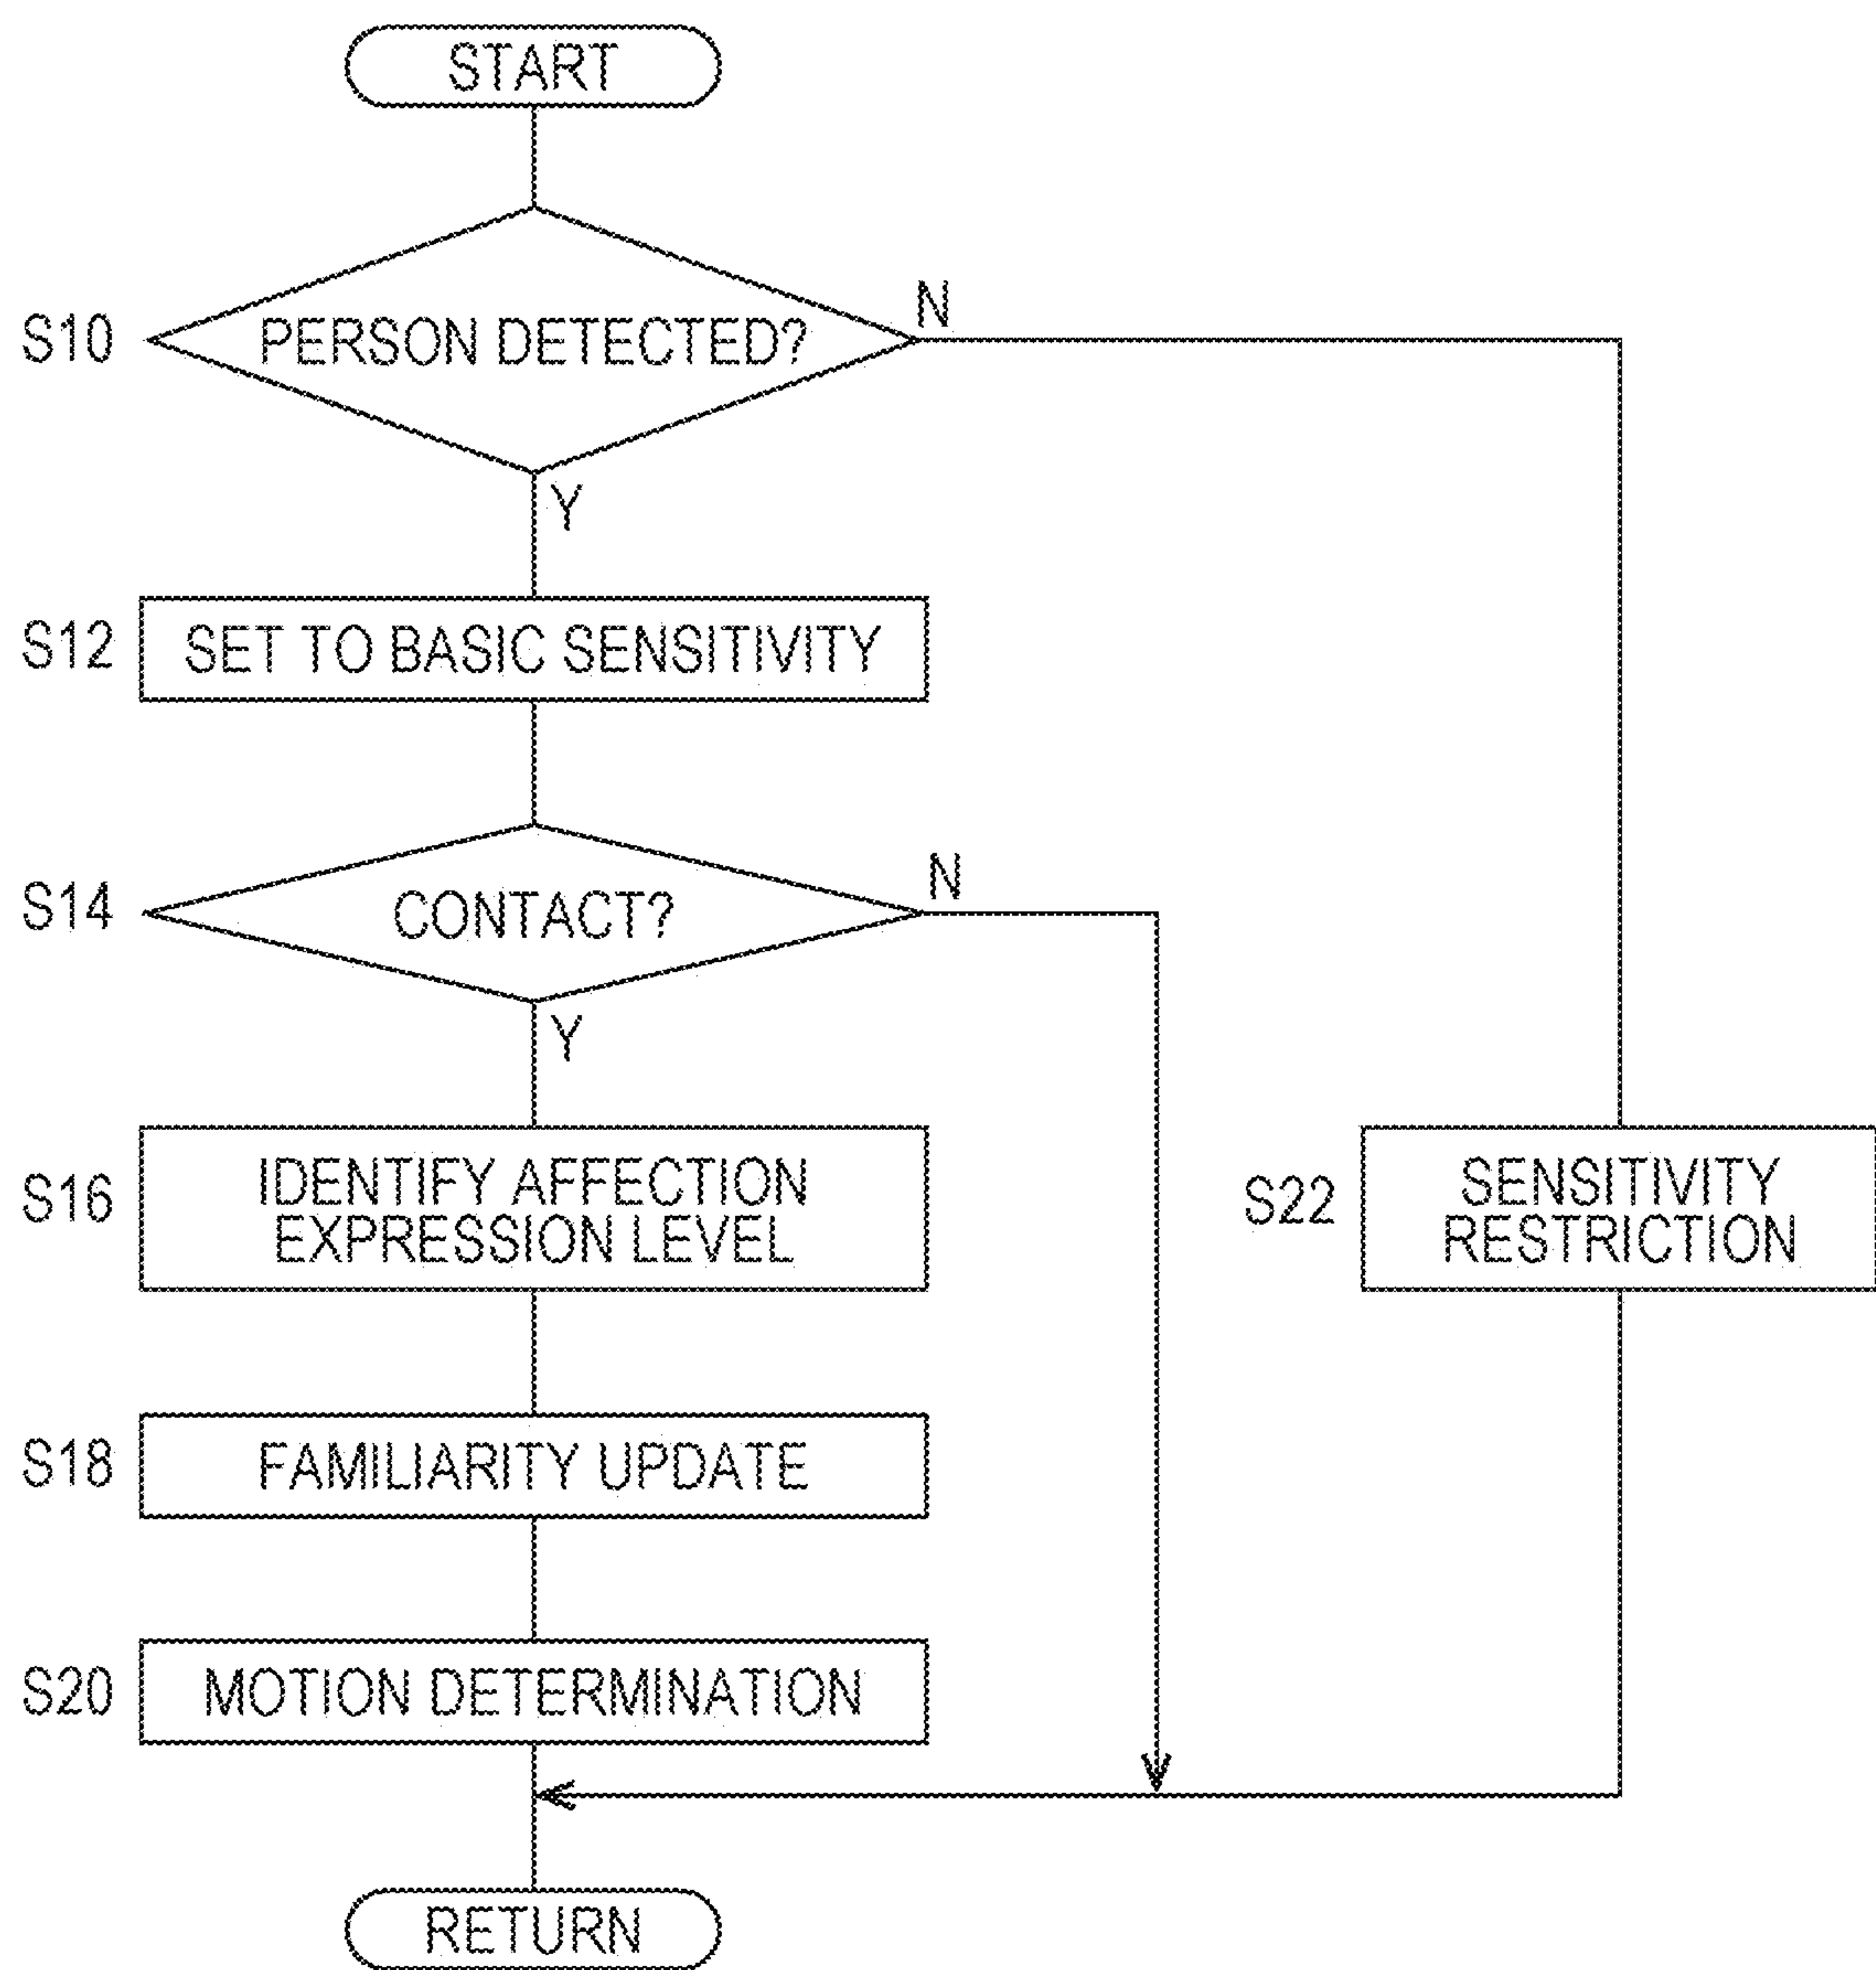 START
S10
PERSON DETECTED?
N
Y
S12
SET TO BASIC SENSITIVITY
S14
CONTACT?
N
Y
S16
IDENTIFY AFFECTION
EXPRESSION LEVEL
S22
SENSITIVITY
RESTRICTION
S18
FAMILIARITY UPDATE
S20
MOTION DETERMINATION
RETURN